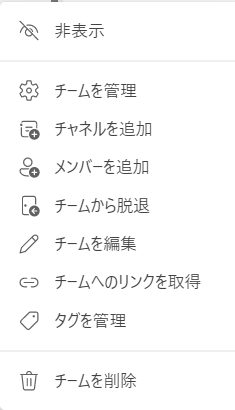 非表示
チームを管理
チャネルを追加
メンバーを追加
チームから脱退
チームを編集
チームへのリンクを取得
タグを管理
チームを削除